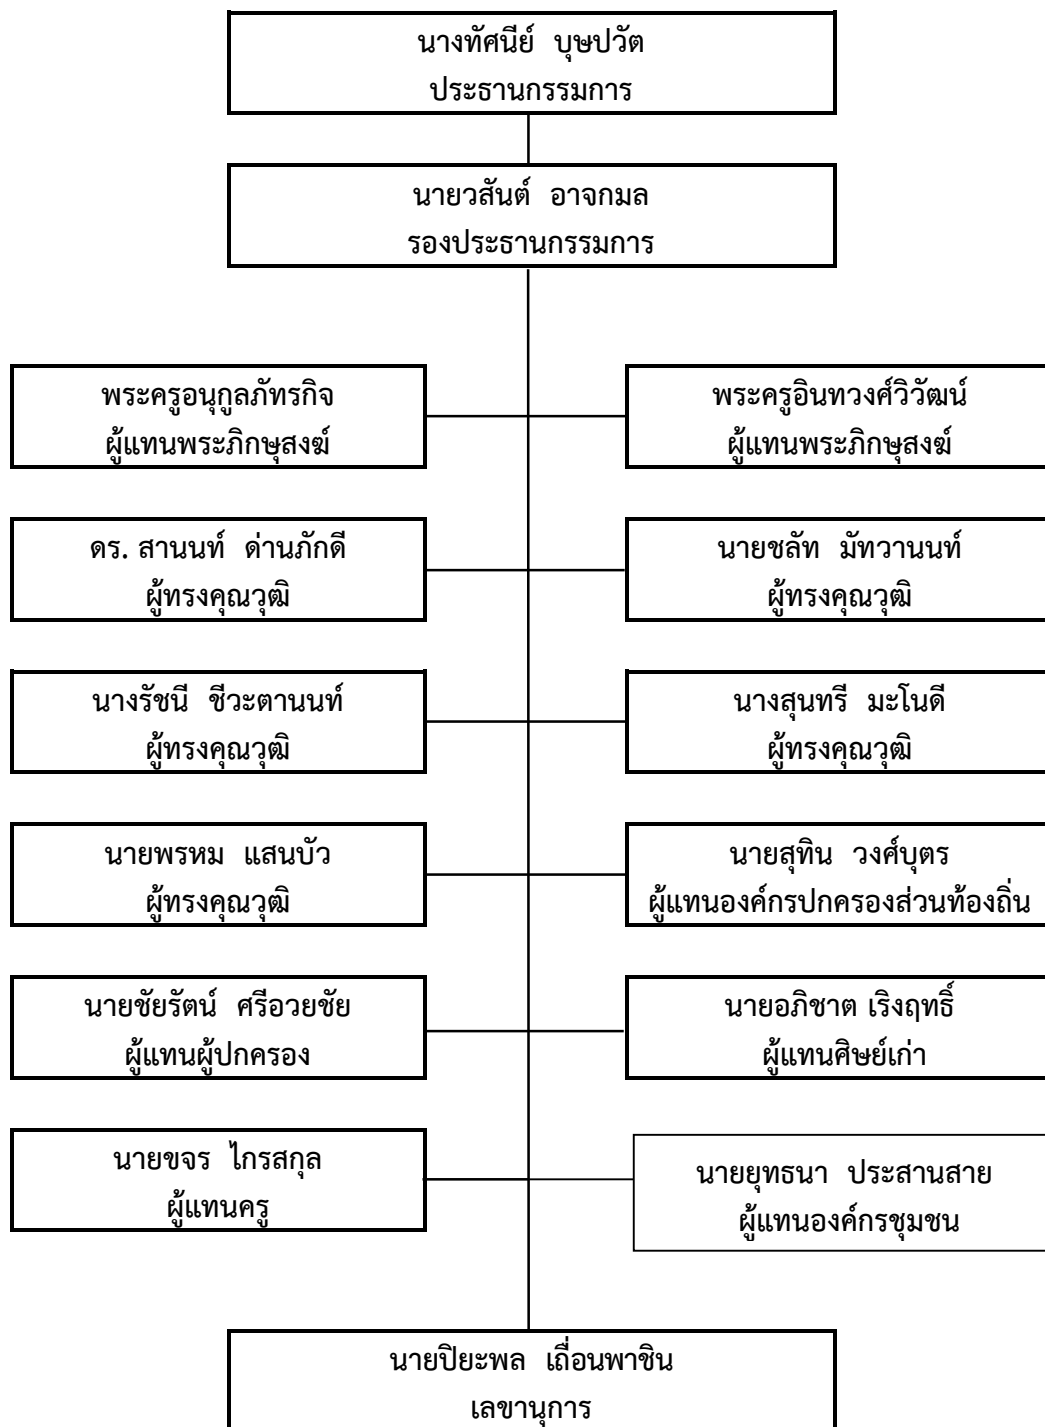 นางทัศนีย์ บุษปวัต
ประธานกรรมการ
นายวสันต์ อาจกมล
รองประธานกรรมการ
พระครูอนุกูลภัทรกิจ
ผู้แทนพระภิกษุสงฆ์
พระครูอินทวงศ์วิวัฒน์
ผู้แทนพระภิกษุสงฆ์
ดร. สานนท์ ด่านภักดี
ผู้ทรงคุณวุฒิ
นายชลัท มัทวานนท์
ผู้ทรงคุณวุฒิ
นางรัชนี ชีวะตานนท์
ผู้ทรงคุณวุฒิ
นางสุนทรี มะโนดี
ผู้ทรงคุณวุฒิ
นายพรหม แสนบัว
ผู้ทรงคุณวุฒิ
นายสุทิน วงศ์บุตร
ผู้แทนองค์กรปกครองส่วนท้องถิ่น
นายชัยรัตน์ ศรีอวยชัย
ผู้แทนผู้ปกครอง
นายอภิชาต เริงฤทธิ์
ผู้แทนศิษย์เก่า
นายขจร ไกรสกุล
ผู้แทนครู
นายยุทธนา ประสานสาย
ผู้แทนองค์กรชุมชน
นายปิยะพล เถื่อนพาชิน
เลขานุการ